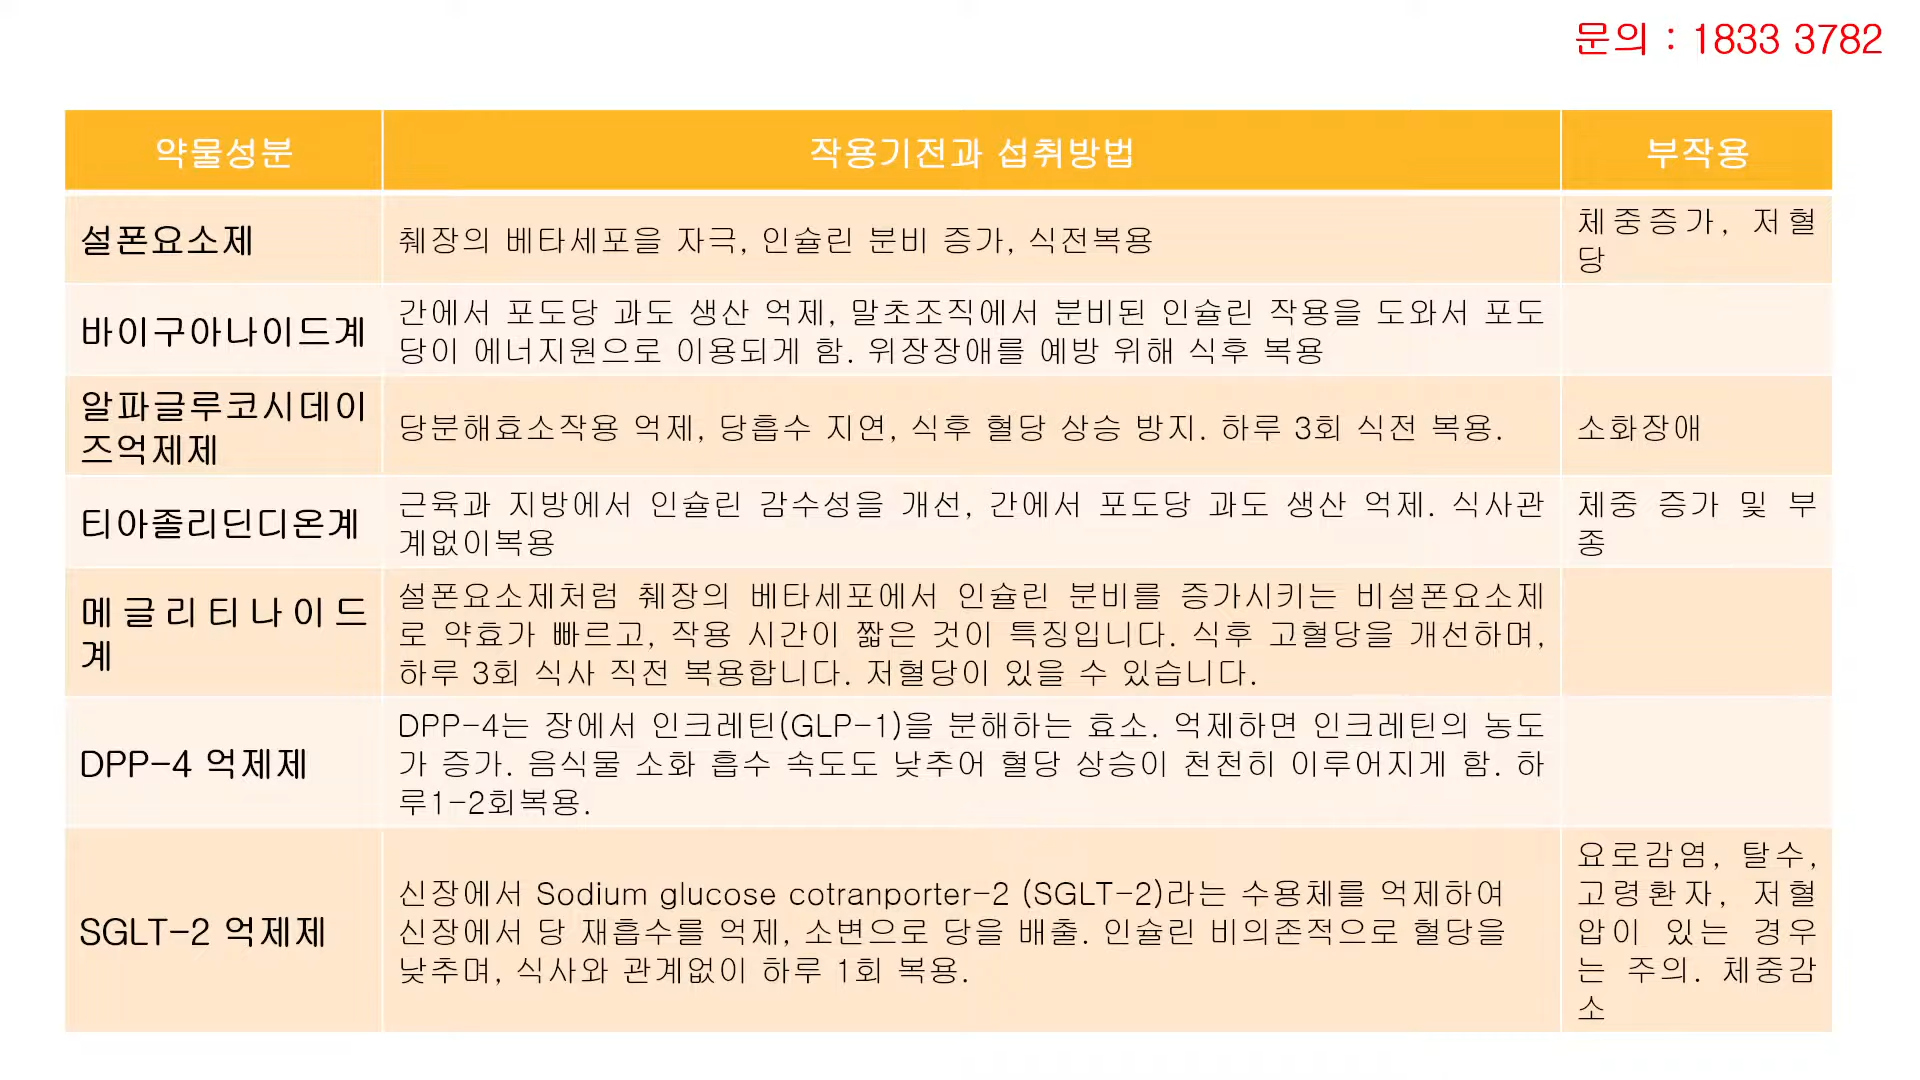 문의 : 1833 3782
약물성분
작용기전과 섭취방법
부작용
설폰요소제
췌장의 베타세포을 자극, 인슐린 분비 증가, 식전복용
체중증가, 저혈
당
바이구아나이드계
간에서 포도당 과도 생산 억제, 말초조직에서 분비된 인슐린 작용을 도와서 포도
당이 에너지원으로 이용되게 함. 위장장애를 예방 위해 식후 복용
알파글루코시데이
즈억제제
당분해효소작용 억제, 당흡수 지연, 식후 혈당 상승 방지. 하루 3회 식전 복용.
소화장애
티아졸리딘디온계
근육과 지방에서 인슐린 감수성을 개선, 간에서 포도당 과도 생산 억제. 식사관
계없이복용
체중 증가 및 부
종
메글리티나이드
계
설폰요소제처럼 췌장의 베타세포에서 인슐린 분비를 증가시키는 비설폰요소제
로 약효가 빠르고, 작용 시간이 짧은 것이 특징입니다. 식후 고혈당을 개선하며,
하루 3회 식사 직전 복용합니다. 저혈당이 있을 수 있습니다.
DPP-4 억제제
DPP-4는 장에서 인크레틴(GLP-1)을 분해하는 효소. 억제하면 인크레틴의 농도
가 증가. 음식물 소화 흡수 속도도 낮추어 혈당 상승이 천천히 이루어지게 함. 하
루1-2회복용.
SGLT-2 억제제
신장에서 Sodium glucose cotranporter-2 (SGLT-2)라는 수용체를 억제하여
신장에서 당 재흡수를 억제, 소변으로 당을 배출. 인슐린 비의존적으로 혈당을
낮추며, 식사와 관계없이 하루 1회 복용.
요로감염, 탈수,
고령환자, 저혈
압이 있는 경우
는 주의. 체중감
소